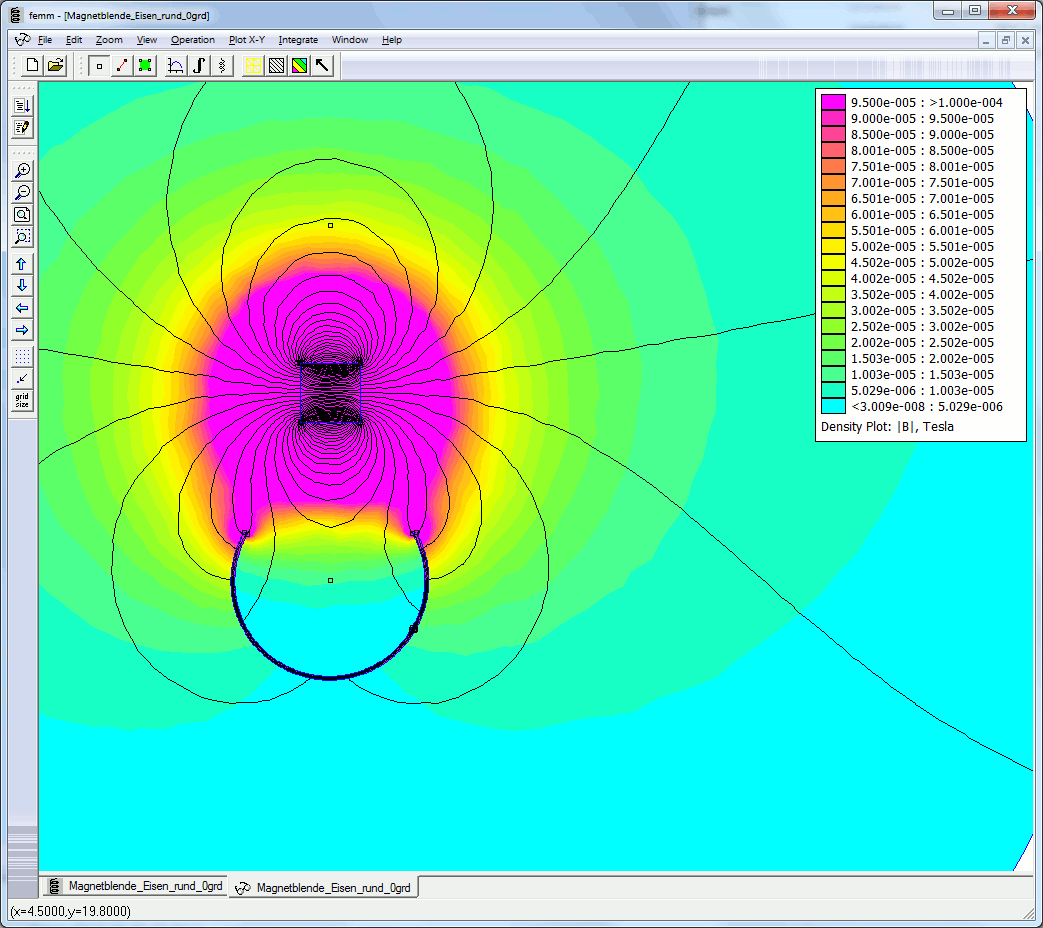 femm - [Magnetblende_Eisen_rund_0grd]
File Edit Zoom View Operation Plot X-Y Integrate Window Help
9.500e-005 : >1.000e-004
9.000e-005 : 9.500e-005
8.500e-005 : 9.000e-005
8.001e-005 : 8.500e-005
7.501e-005 : 8.001e-005
7.001e-005 : 7.501e-005
6.501e-005 : 7.001e-005
6.001e-005 : 6.501e-005
5.501e-005 : 6.001e-005
5.002e-005 : 5.501e-005
4.502e-005 : 5.002e-005
4.002e-005 : 4.502e-005
3.502e-005 : 4.002e-005
3.002e-005 : 3.502e-005
2.502e-005 : 3.002e-005
2.002e-005 : 2.502e-005
1.503e-005 : 2.002e-005
1.003e-005 : 1.503e-005
5.029e-006 : 1.003e-005
<3.009e-008 : 5.029e-006
Density Plot: |B|, Tesla
grid
size
Magnetblende_Eisen_rund_0grd
Magnetblende_Eisen_rund_0grd
(x=4.5000,y=19.8000)